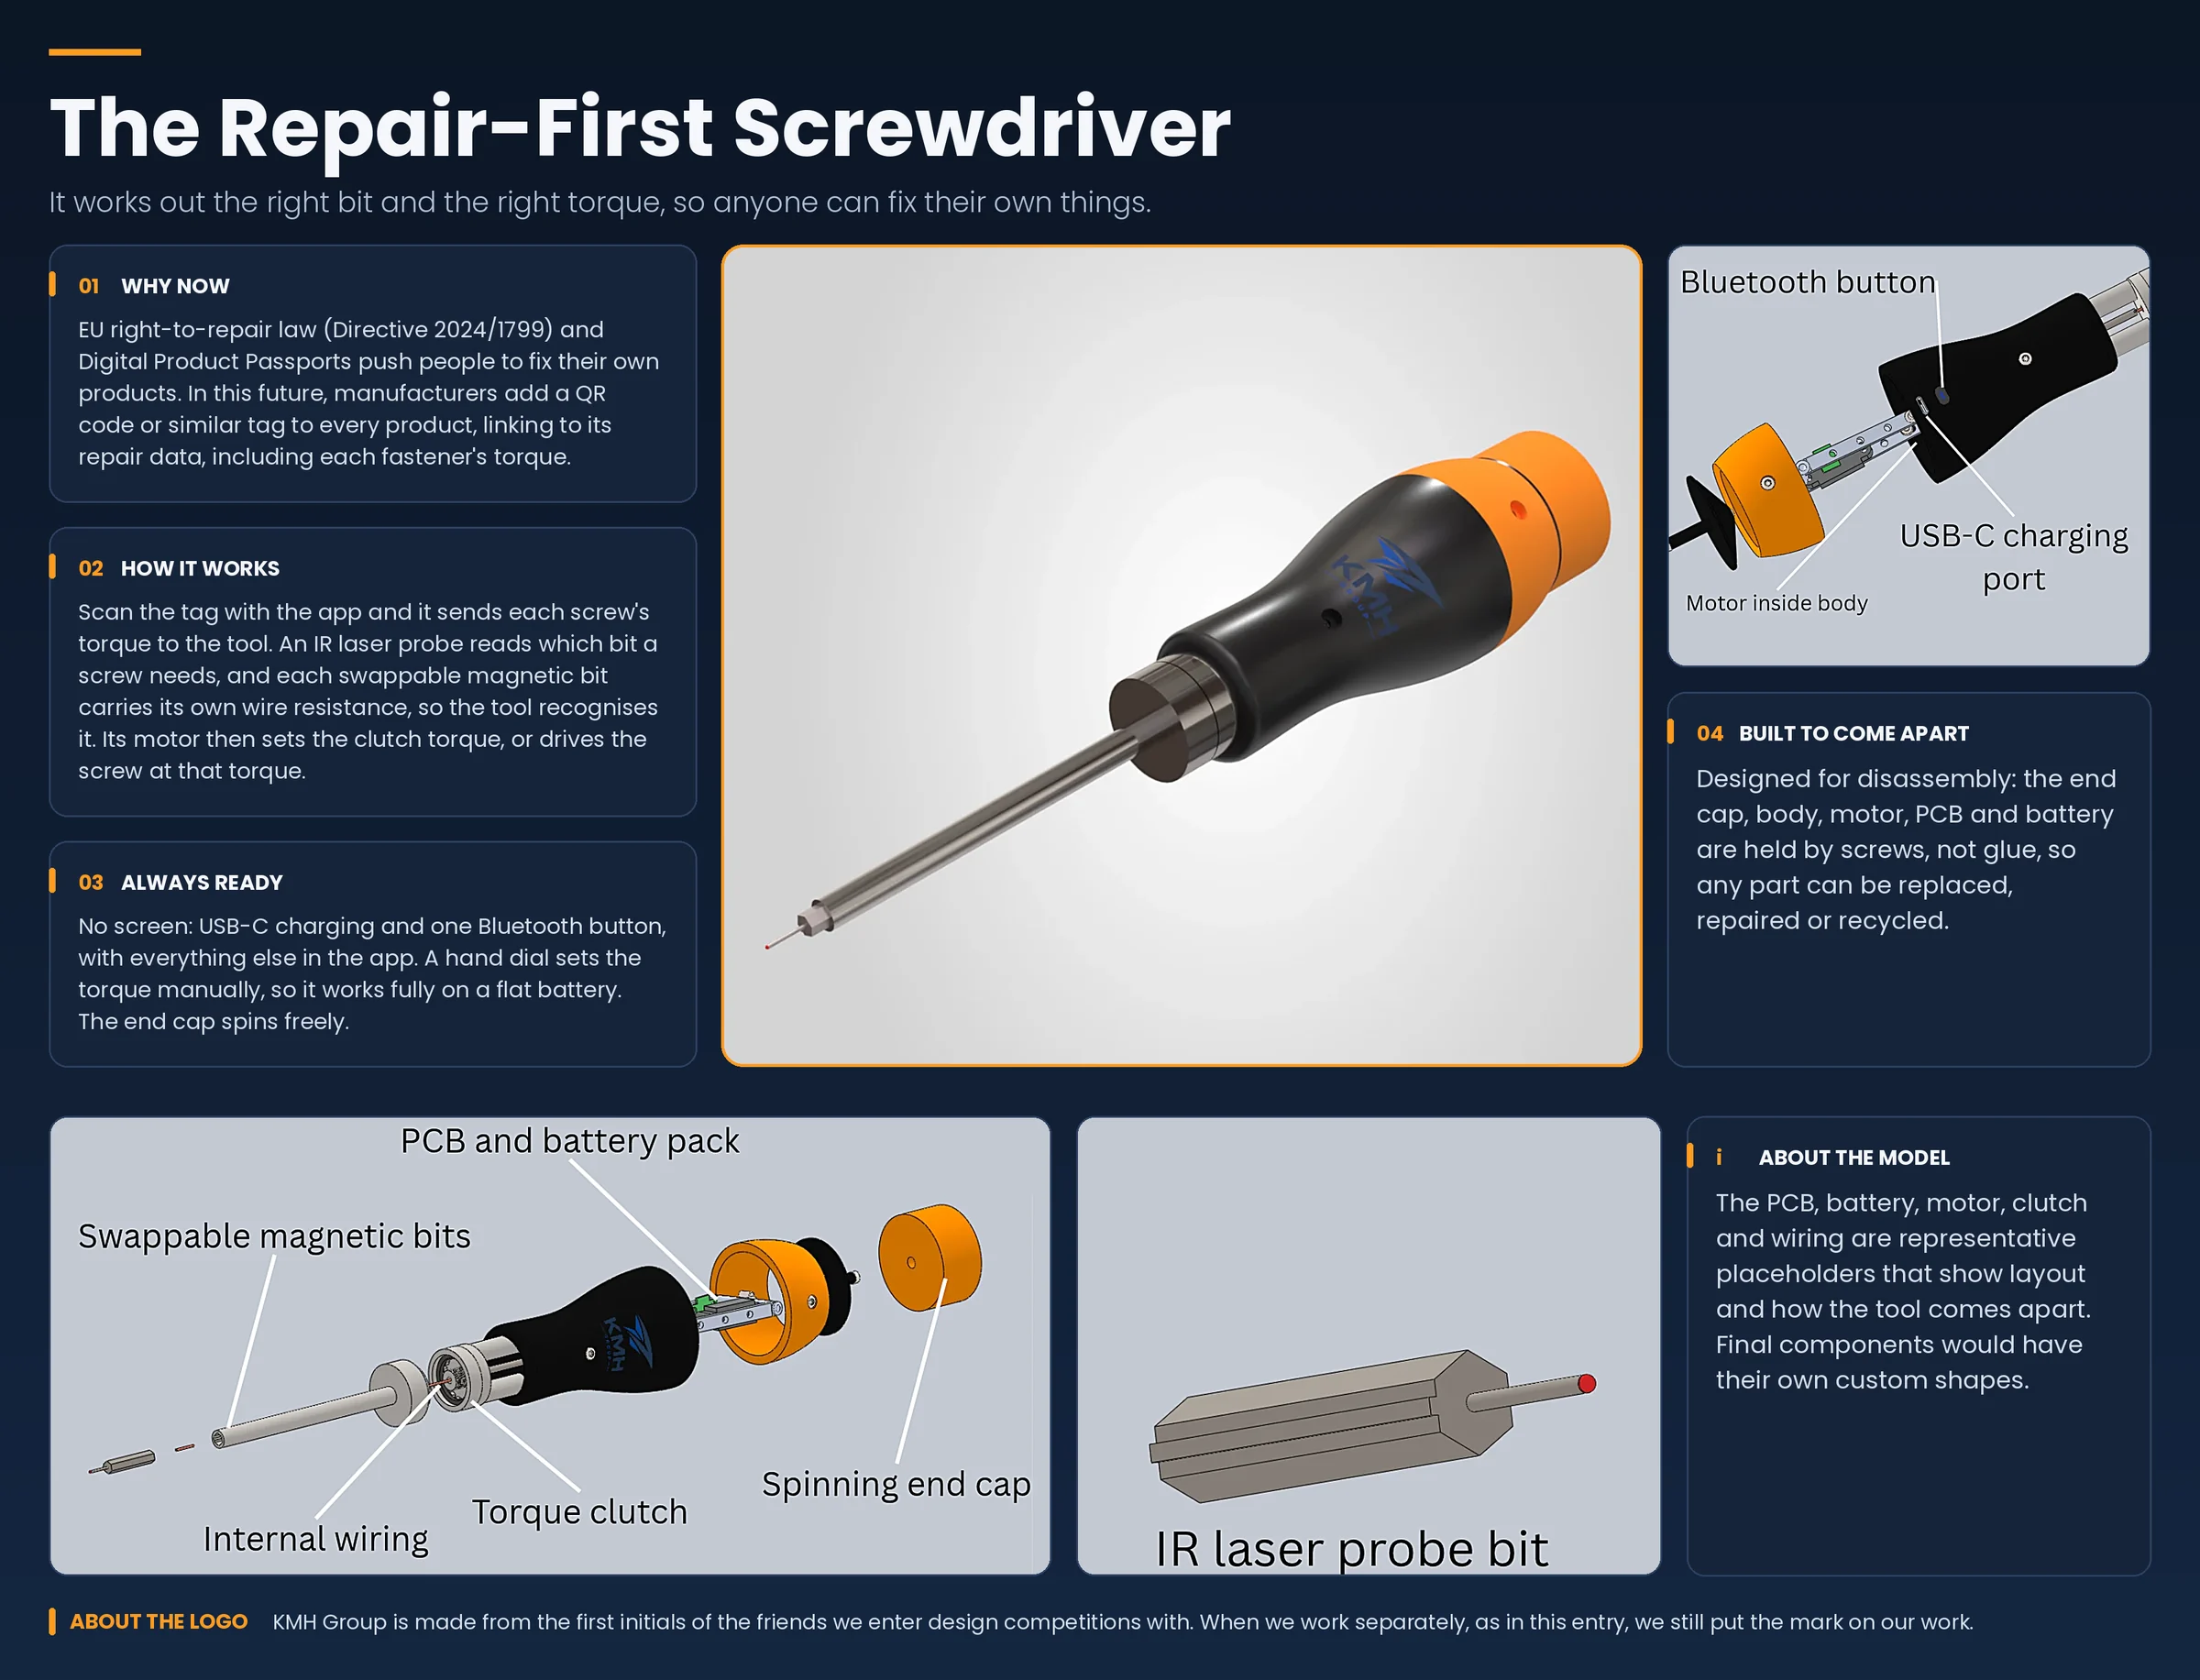 The Repair-First Screwdriver
It works out the right bit and the right torque, so anyone can fix their own things.
01 WHY NOW
EU right-to-repair law (Directive 2024/1799) and
Digital Product Passports push people to fix their own
products. In this future, manufacturers add a QR
code or similar tag to every product, linking to its
repair data, including each fastener's torque.
02 HOW IT WORKS
Scan the tag with the app and it sends each screw's
torque to the tool. An IR laser probe reads which bit a
screw needs, and each swappable magnetic bit
carries its own wire resistance, so the tool recognises
it. Its motor then sets the clutch torque, or drives the
screw at that torque.
03 ALWAYS READY
No screen: USB-C charging and one Bluetooth button,
with everything else in the app. A hand dial sets the
torque manually, so it works fully on a flat battery.
The end cap spins freely.
KMH
Bluetooth button
USB-C charging
port
Motor inside body
04 BUILT TO COME APART
Designed for disassembly: the end
cap, body, motor, PCB and battery
are held by screws, not glue, so
any part can be replaced,
repaired or recycled.
PCB and battery pack
Swappable magnetic bits
KMH
Spinning end cap
Torque clutch
Internal wiring
IR laser probe bit
i ABOUT THE MODEL
The PCB, battery, motor, clutch
and wiring are representative
placeholders that show layout
and how the tool comes apart.
Final components would have
their own custom shapes.
ABOUT THE LOGO KMH Group is made from the first initials of the friends we enter design competitions with. When we work separately, as in this entry, we still put the mark on our work.